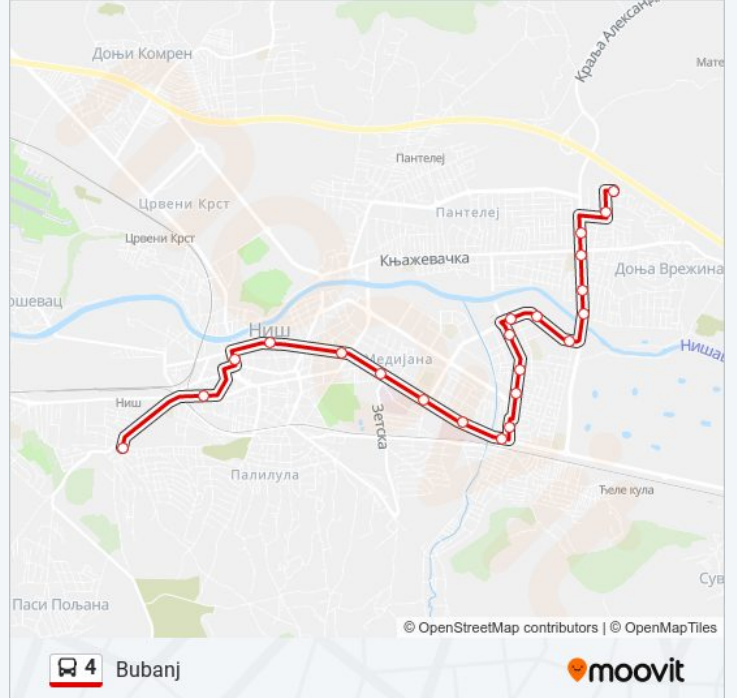 Краља Александ
Доњи Комрен
Мате
Пантелеј
Црвени Крст
Пантелеј
Црвени Крст
Књажевачка
Доња Врежина
ошевац
Ниш
Нишав
Медијана
Ниш
Зетска
Палилула
Ћеле кула
Сув
Паси Пољана
© OpenStreetMap contributors | © OpenMapTiles
4 Bubanj
moovit